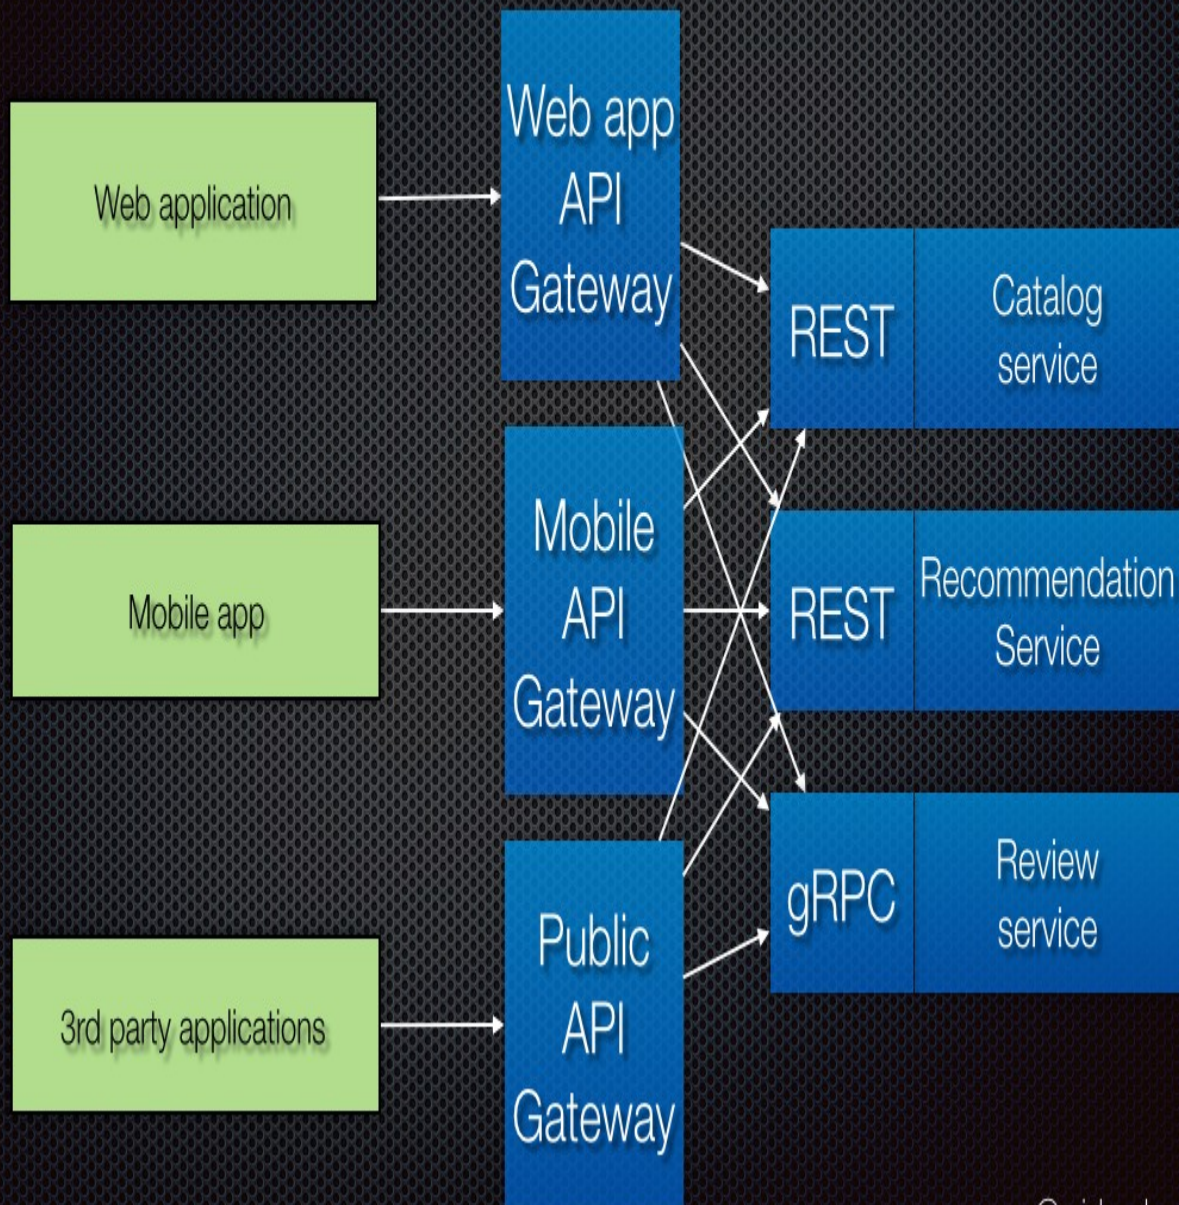 Web application
Web app
API
Gateway
REST
Catalog
service
Mobile app
Mobile
API
Gateway
REST
Recommendation
Service
3rd party applications
Public
API
Gateway
gRPC
Review
service